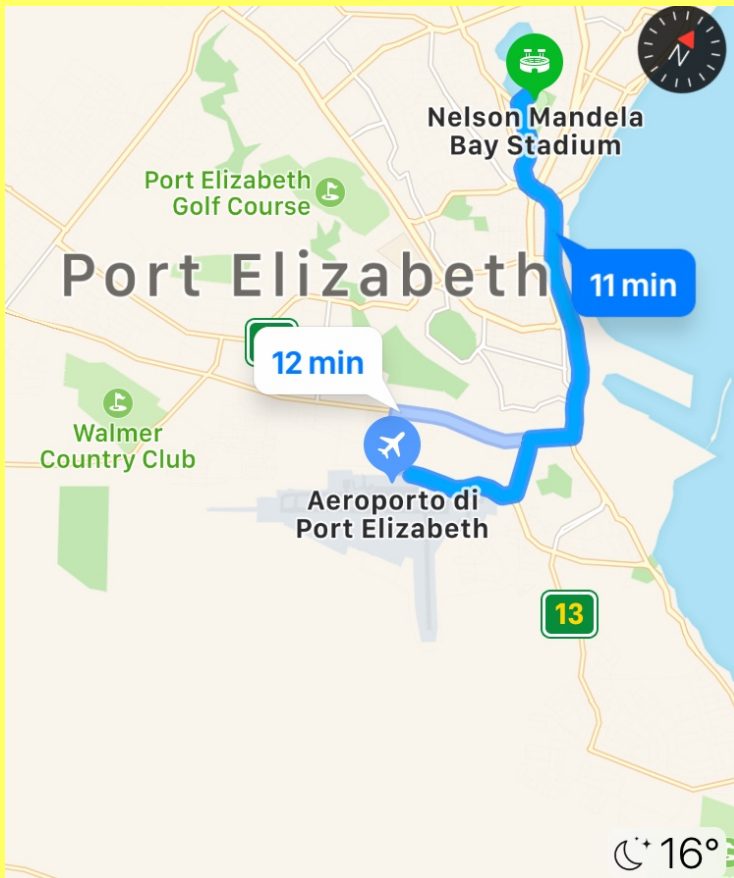 N
Nelson Mandela
Bay Stadium
Port Elizabeth
Golf Course
Port Elizabeth
11 min
12 min
Walmer
Country Club
Aeroporto di
Port Elizabeth
13
16°